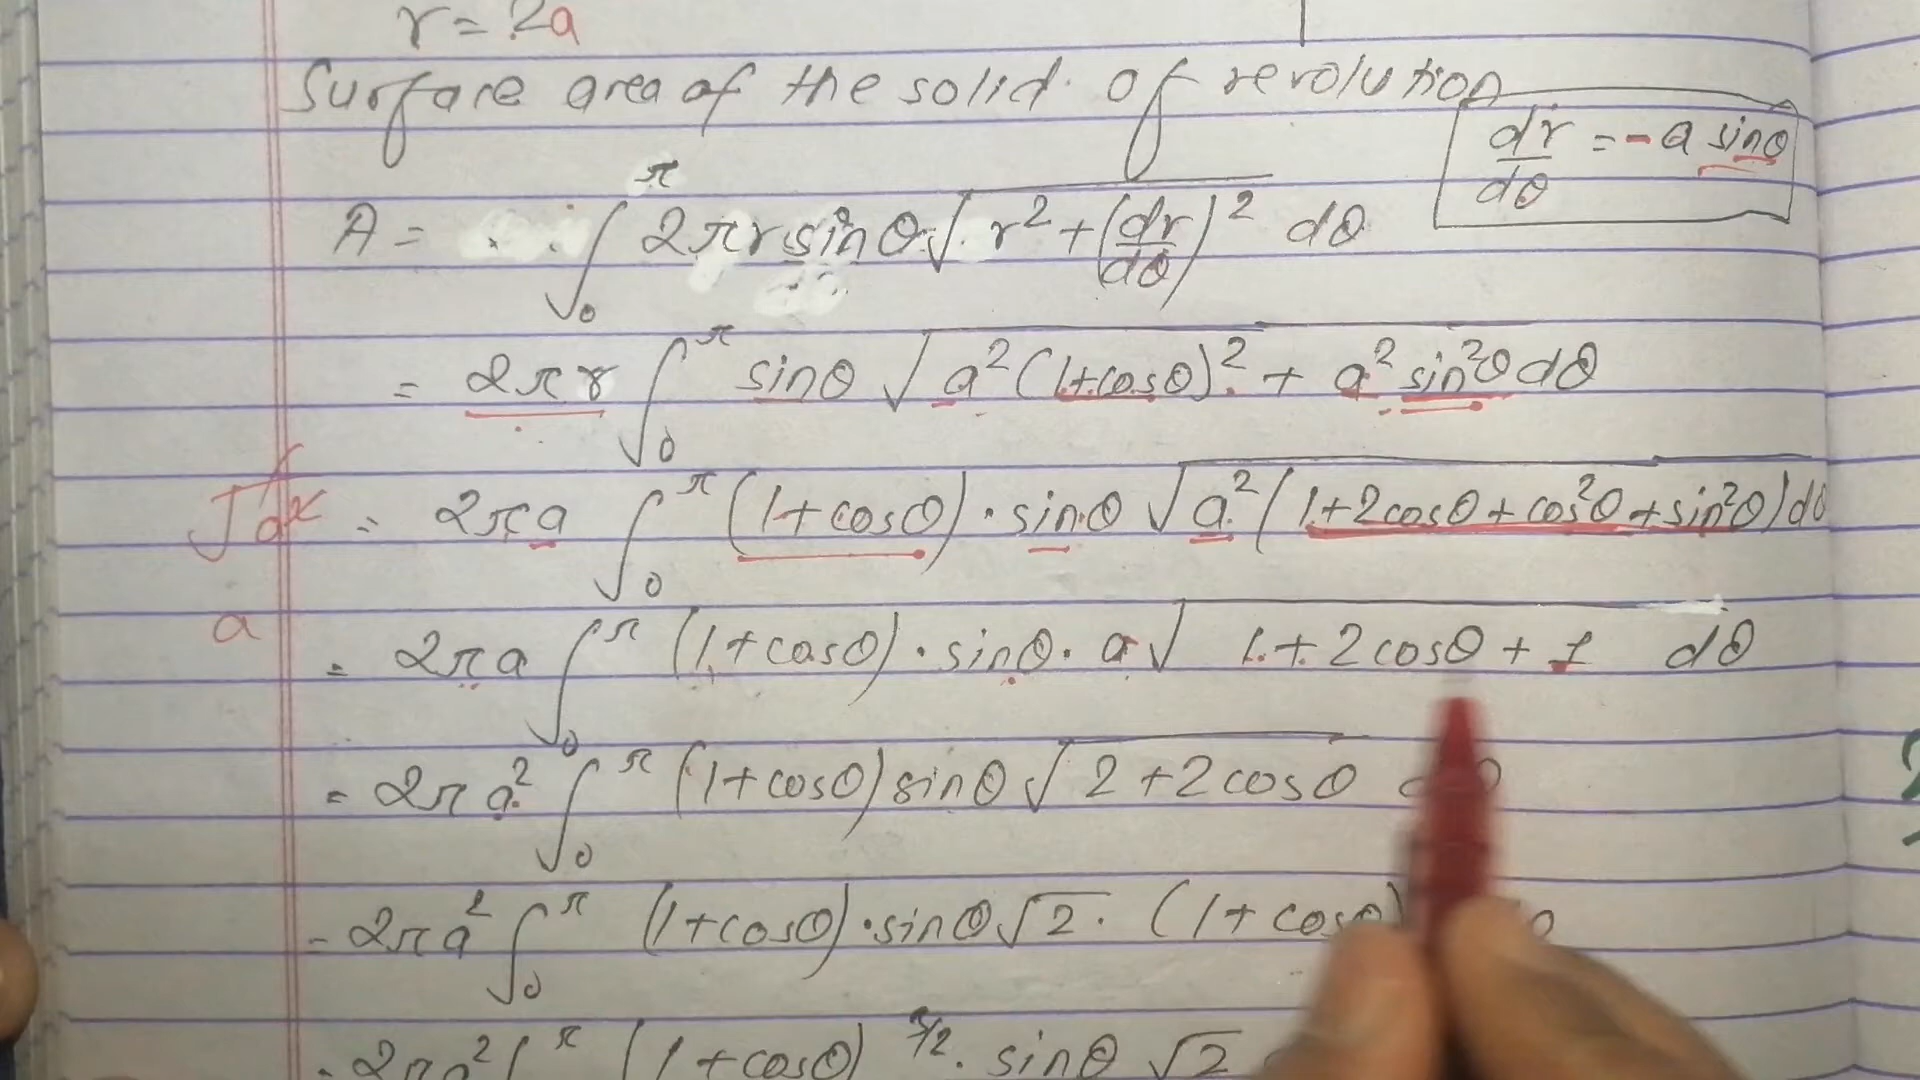 r = 2a
Surface area of the solid of revolution
dr/dθ = -a sinθ
A = ∫₀^π 2πr sinθ √(r² + (dr/dθ)²) dθ
= 2πr ∫₀^π sinθ √(a²(1+cosθ)² + a² sin²θ) dθ
= 2πa ∫₀^π (1+cosθ)·sinθ √(a²(1+2cosθ+cos²θ+sin²θ)) dθ
a
= 2πa ∫₀^π (1+cosθ)·sinθ·a√(1+2cosθ+1) dθ
= 2πa² ∫₀^π (1+cosθ) sinθ √(2+2cosθ)
= 2πa² ∫₀^π (1+cosθ)·sinθ √2·(1+cosθ)
= 2πa² ∫^π (1+cosθ)^3/2 · sinθ √2